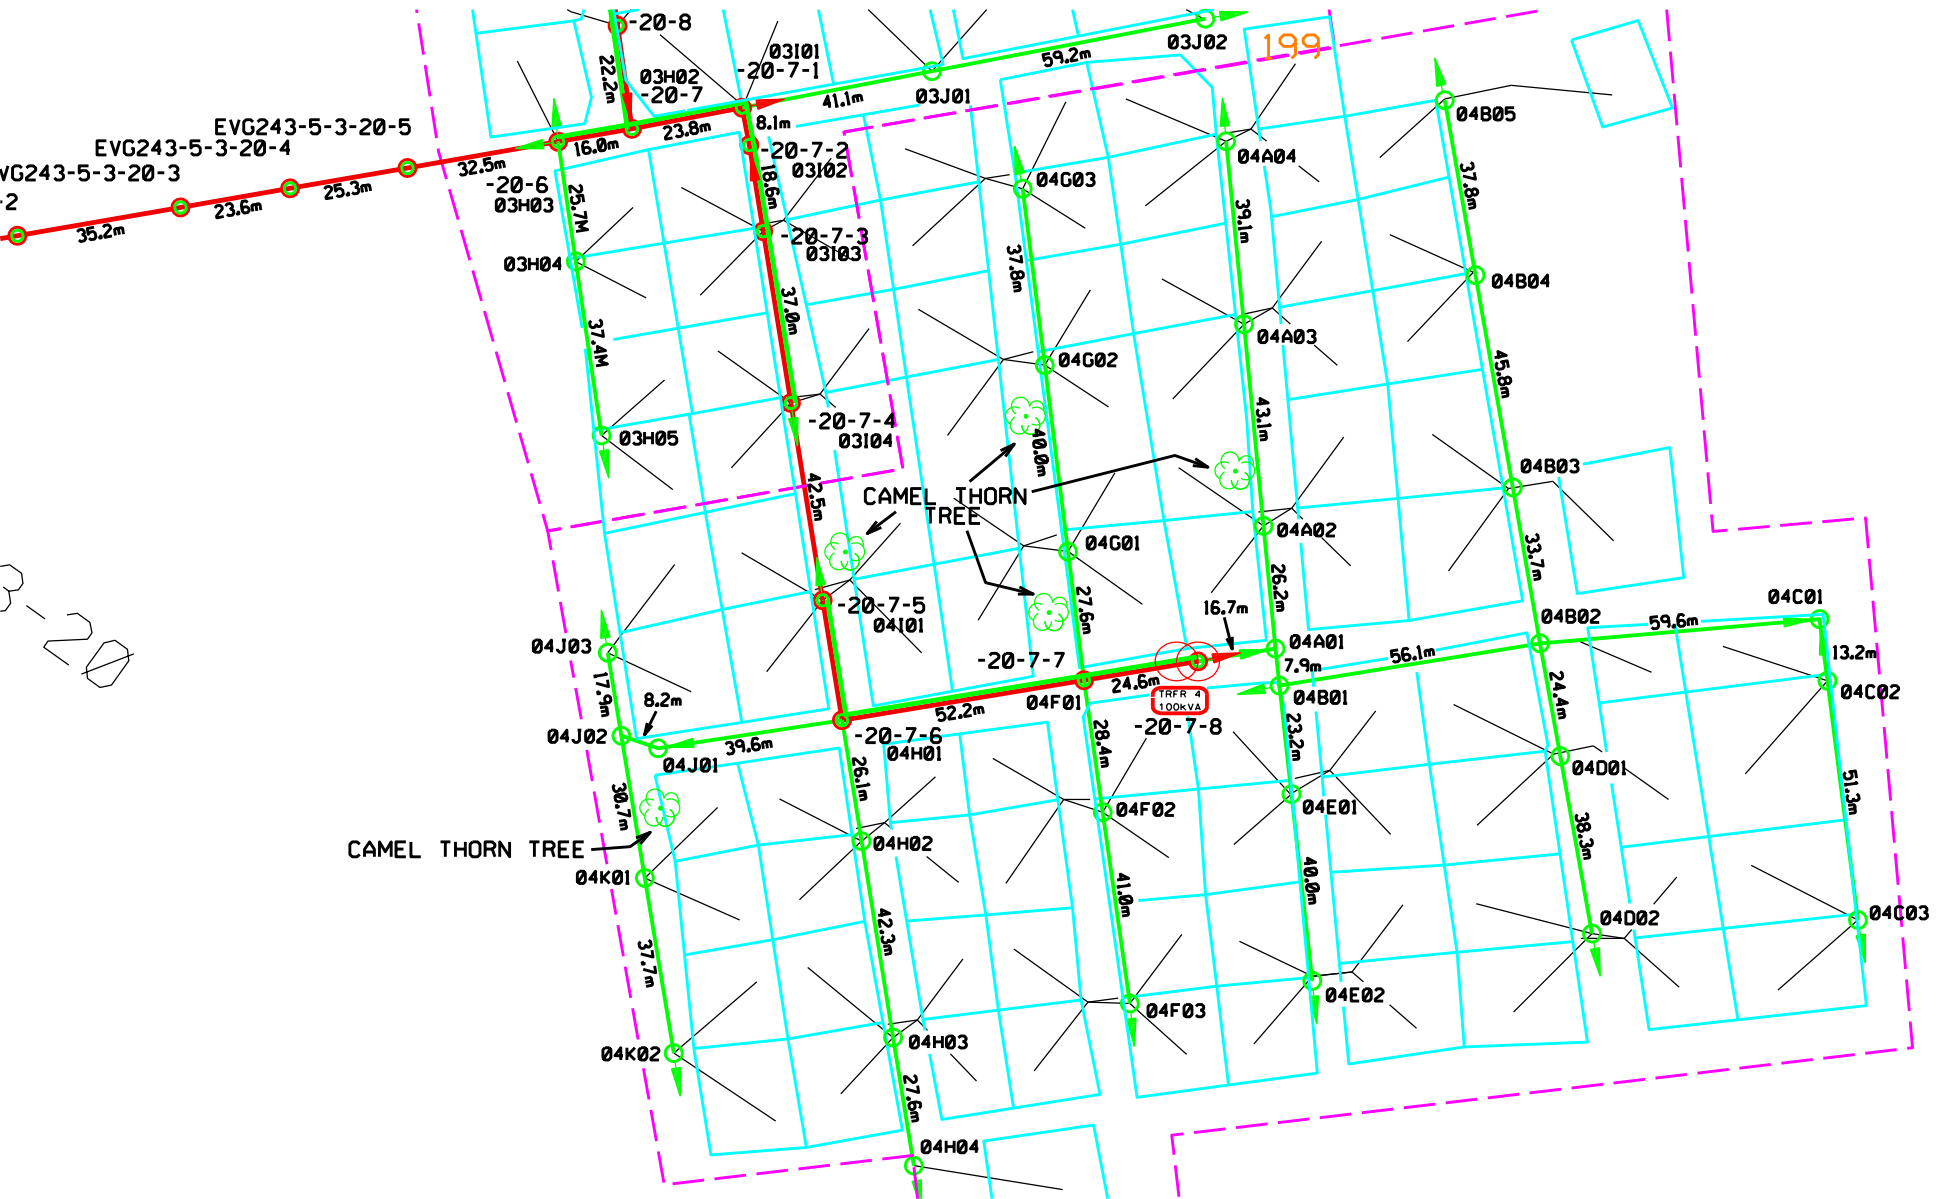 -20-8
03I01
-20-7-1
03J02
199
59.2m
22.2m
03H02
-20-7
41.1m
03J01
04B05
EVG243-5-3-20-5
EVG243-5-3-20-4
VG243-5-3-20-3
-2
32.5m
16.0m
23.8m
8.1m
-20-7-2
03I02
18.6m
04A04
-20-6
03H03
25.7M
04G03
37.8m
25.3m
23.6m
35.2m
39.1m
-20-7-3
03I03
03H04
37.8m
04B04
37.0m
37.4M
04A03
04G02
45.8m
-20-7-4
03I04
03H05
43.1m
40.0m
04B03
42.5m
CAMEL THORN
TREE
04A02
04G01
33.7m
26.2m
3-20
27.6m
16.7m
04C01
-20-7-5
04I01
04B02
59.6m
04J03
04A01
13.2m
-20-7-7
56.1m
7.9m
17.9m
8.2m
24.6m
04F01
TRFR 4
100KVA
04B01
24.4m
04C02
52.2m
-20-7-8
04J02
39.6m
-20-7-6
04H01
28.4m
23.2m
04J01
26.1m
04D01
30.7m
51.3m
04F02
04E01
CAMEL THORN TREE
04H02
38.3m
04K01
41.0m
40.0m
04C03
42.3m
04D02
37.7m
04E02
04F03
04K02
04H03
27.6m
04H04